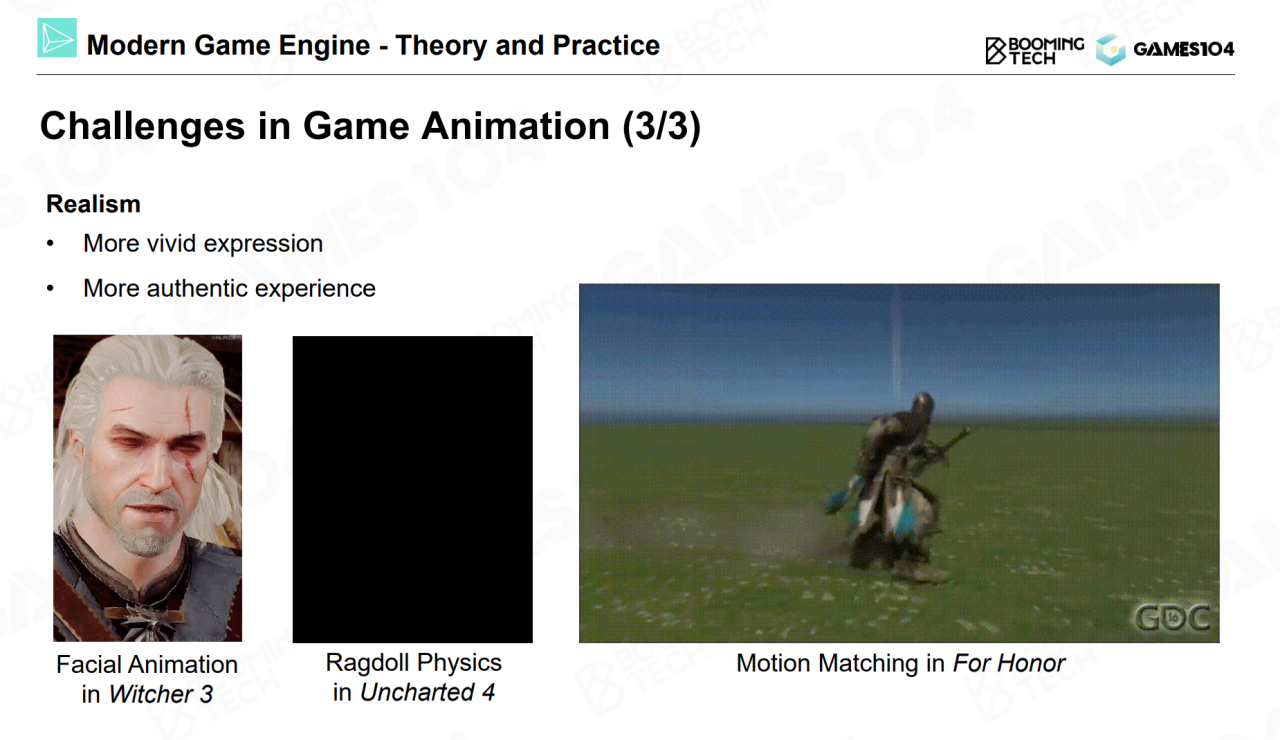 Modern Game Engine - Theory and Practice
BOOMING
TECH
GAMES104
Challenges in Game Animation (3/3)
Realism
• More vivid expression
• More authentic experience
Facial Animation
in Witcher 3
Ragdoll Physics
in Uncharted 4
GDC
Motion Matching in For Honor